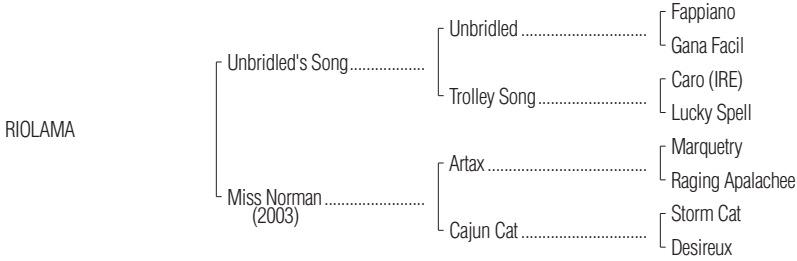 Fappiano
Unbridled ..............................
Gana Facil
Unbridled's Song..................
Caro (IRE)
Trolley Song..........................
Lucky Spell
RIOLAMA
Marquetry
Artax ......................................
Raging Apalachee
Miss Norman ........................
(2003)
Storm Cat
Cajun Cat ..............................
Desireux